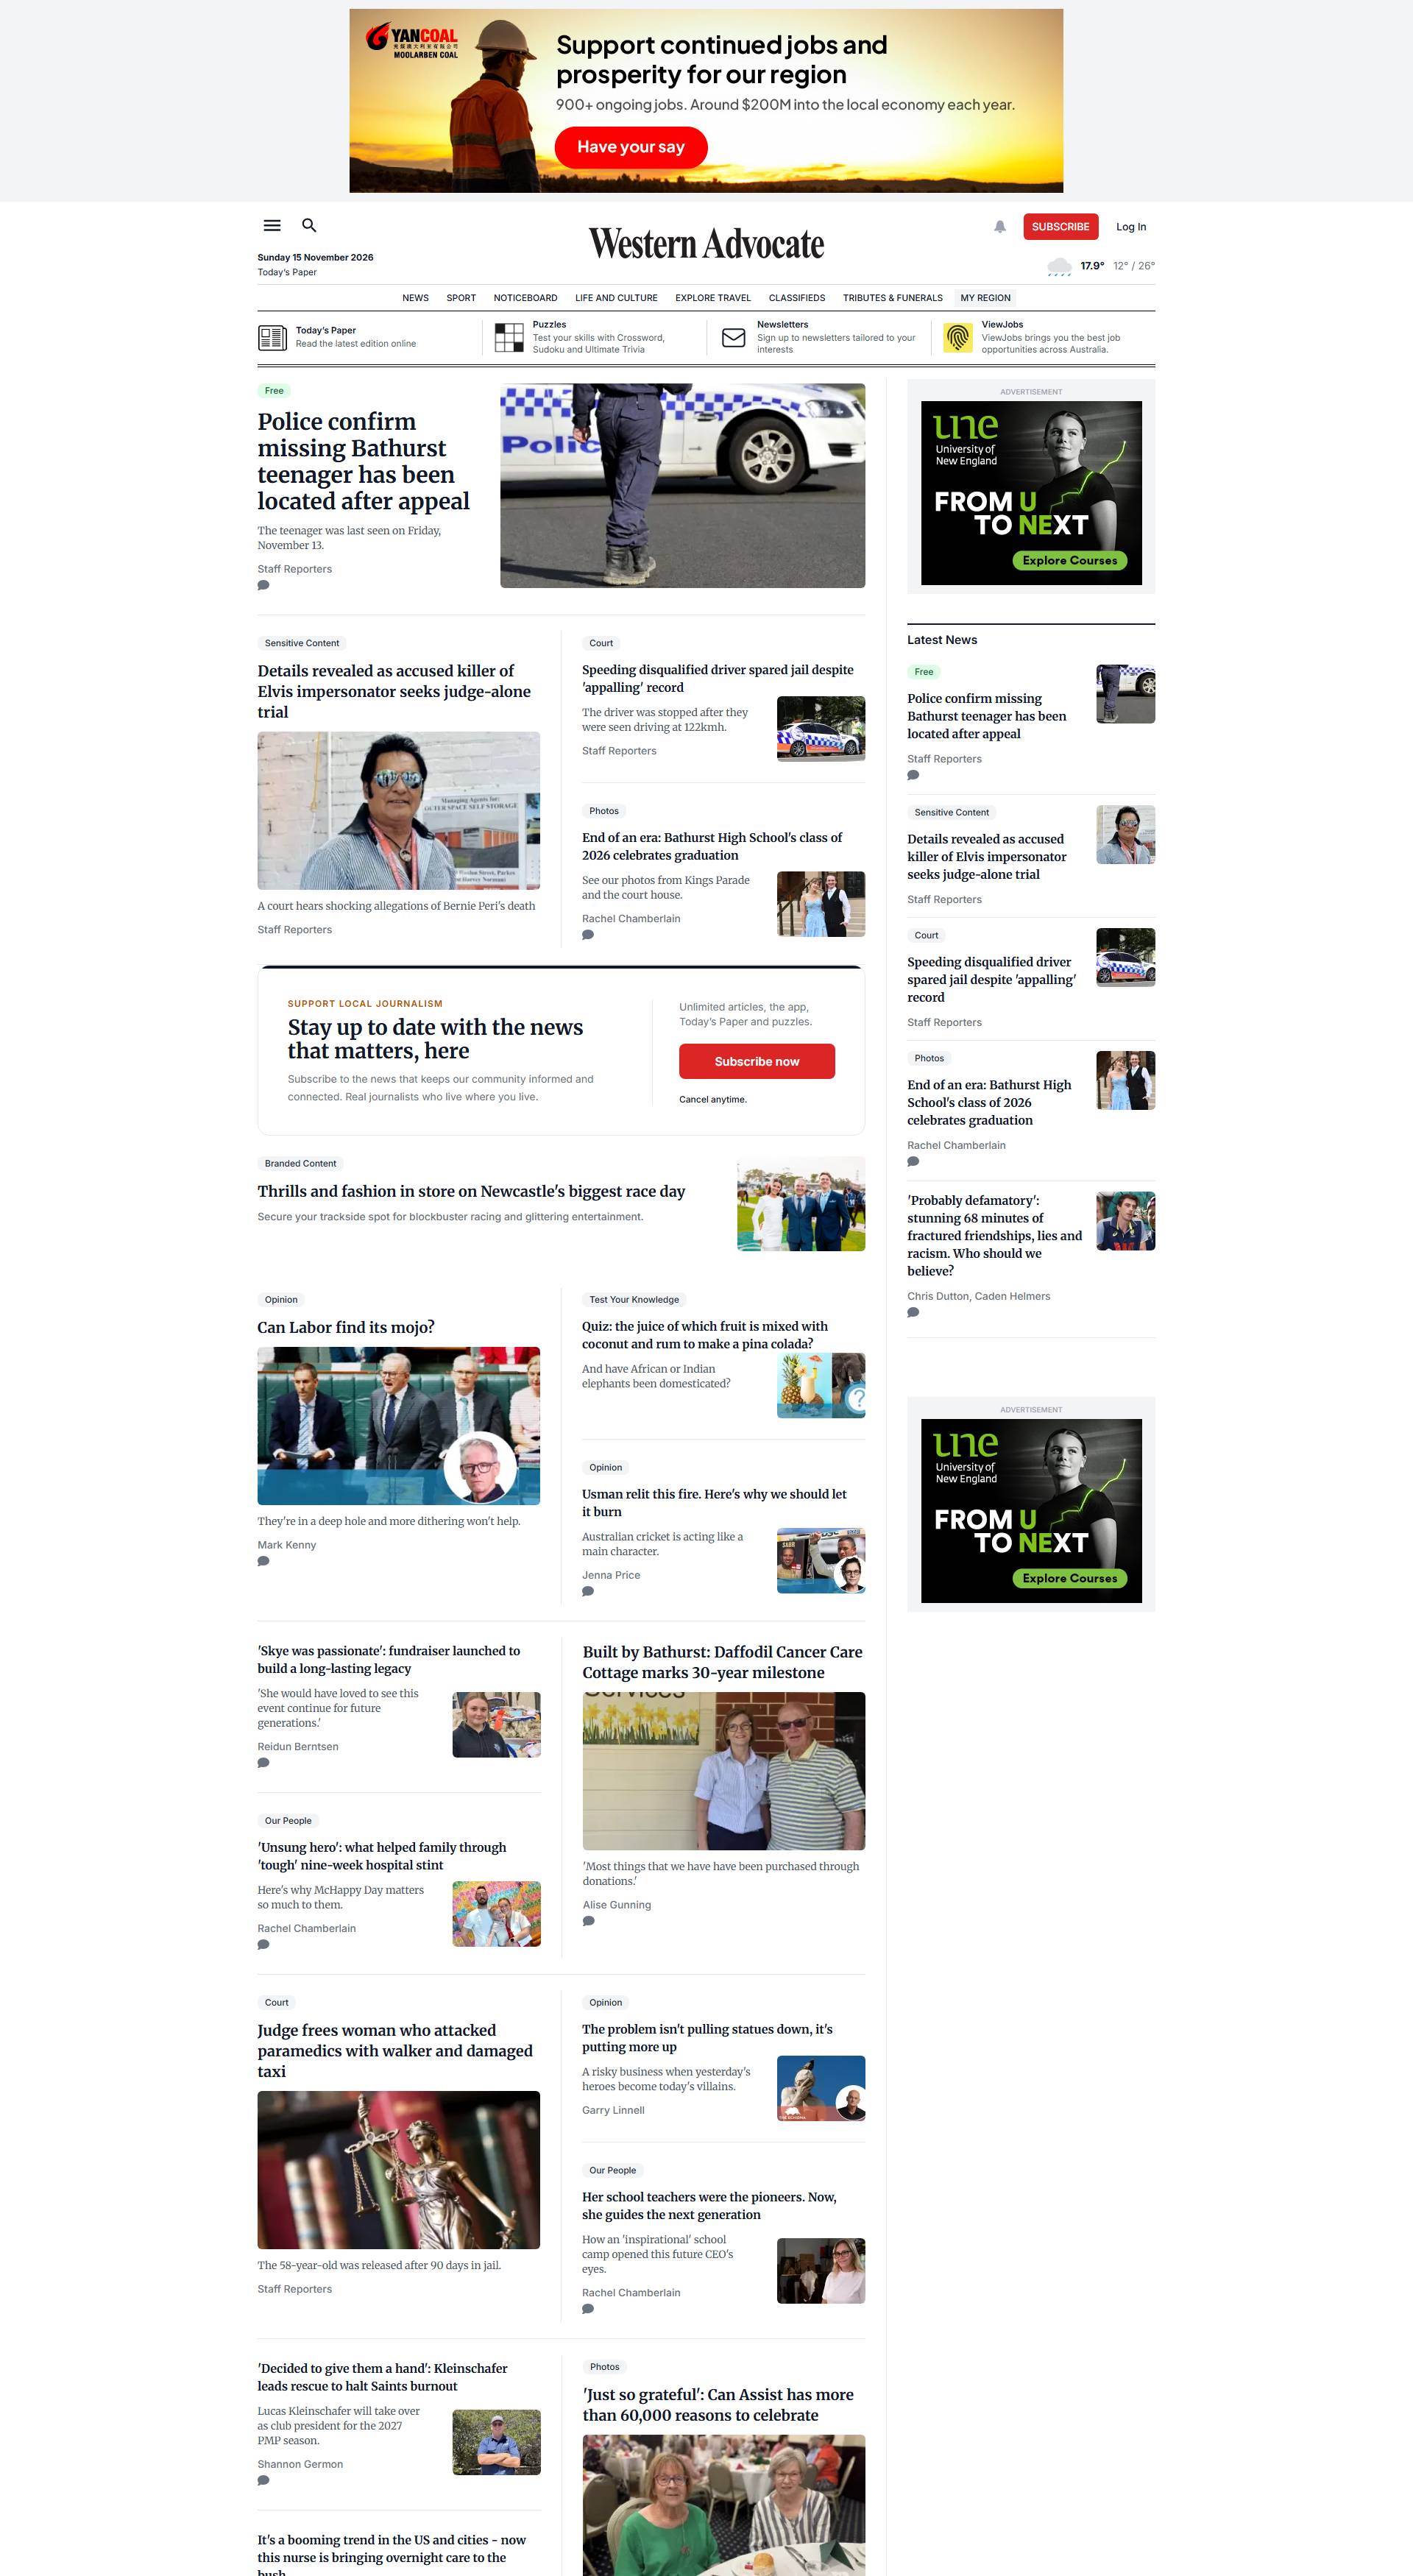 YANCOAL
MOOLARBEN COAL
Support continued jobs and
prosperity for our region
900+ ongoing jobs. Around $200M into the local economy each year.
Have your say
Western Advocate
SUBSCRIBE
Log In
Sunday 15 November 2026
Today's Paper
17.9° 12° / 26°
NEWS SPORT NOTICEBOARD LIFE AND CULTURE EXPLORE TRAVEL CLASSIFIEDS TRIBUTES & FUNERALS MY REGION
Today's Paper
Read the latest edition online
Puzzles
Test your skills with Crossword,
Sudoku and Ultimate Trivia
Newsletters
Sign up to newsletters tailored to your
interests
ViewJobs
ViewJobs brings you the best job
opportunities across Australia.
Free
Police confirm
missing Bathurst
teenager has been
located after appeal
The teenager was last seen on Friday,
November 13.
Staff Reporters
Polic
Sensitive Content
Details revealed as accused killer of
Elvis impersonator seeks judge-alone
trial
Managing Agents for:
OUTER SPACE SELF STORAGE
A court hears shocking allegations of Bernie Peri's death
Staff Reporters
Court
Speeding disqualified driver spared jail despite
'appalling' record
The driver was stopped after they
were seen driving at 122kmh.
Staff Reporters
Photos
End of an era: Bathurst High School's class of
2026 celebrates graduation
See our photos from Kings Parade
and the court house.
Rachel Chamberlain
SUPPORT LOCAL JOURNALISM
Stay up to date with the news
that matters, here
Subscribe to the news that keeps our community informed and
connected. Real journalists who live where you live.
Unlimited articles, the app,
Today's Paper and puzzles.
Subscribe now
Cancel anytime.
Branded Content
Thrills and fashion in store on Newcastle's biggest race day
Secure your trackside spot for blockbuster racing and glittering entertainment.
Opinion
Can Labor find its mojo?
They're in a deep hole and more dithering won't help.
Mark Kenny
Test Your Knowledge
Quiz: the juice of which fruit is mixed with
coconut and rum to make a pina colada?
And have African or Indian
elephants been domesticated?
Opinion
Usman relit this fire. Here's why we should let
it burn
Australian cricket is acting like a
main character.
Jenna Price
'Skye was passionate': fundraiser launched to
build a long-lasting legacy
'She would have loved to see this
event continue for future
generations.'
Reidun Berntsen
Our People
'Unsung hero': what helped family through
'tough' nine-week hospital stint
Here's why McHappy Day matters
so much to them.
Rachel Chamberlain
Built by Bathurst: Daffodil Cancer Care
Cottage marks 30-year milestone
Services
'Most things that we have have been purchased through
donations.'
Alise Gunning
Court
Judge frees woman who attacked
paramedics with walker and damaged
taxi
The 58-year-old was released after 90 days in jail.
Staff Reporters
Opinion
The problem isn't pulling statues down, it's
putting more up
A risky business when yesterday's
heroes become today's villains.
Garry Linnell
Our People
Her school teachers were the pioneers. Now,
she guides the next generation
How an 'inspirational' school
camp opened this future CEO's
eyes.
Rachel Chamberlain
'Decided to give them a hand': Kleinschafer
leads rescue to halt Saints burnout
Lucas Kleinschafer will take over
as club president for the 2027
PMP season.
Shannon Germon
It's a booming trend in the US and cities - now
this nurse is bringing overnight care to the
bush
Photos
'Just so grateful': Can Assist has more
than 60,000 reasons to celebrate
ADVERTISEMENT
une
University of
New England
FROM U
TO NEXT
Explore Courses
Latest News
Free
Police confirm missing
Bathurst teenager has been
located after appeal
Staff Reporters
Sensitive Content
Details revealed as accused
killer of Elvis impersonator
seeks judge-alone trial
Staff Reporters
Court
Speeding disqualified driver
spared jail despite 'appalling'
record
Staff Reporters
Photos
End of an era: Bathurst High
School's class of 2026
celebrates graduation
Rachel Chamberlain
'Probably defamatory':
stunning 68 minutes of
fractured friendships, lies and
racism. Who should we
believe?
Chris Dutton, Caden Helmers
ADVERTISEMENT
une
University of
New England
FROM U
TO NEXT
Explore Courses